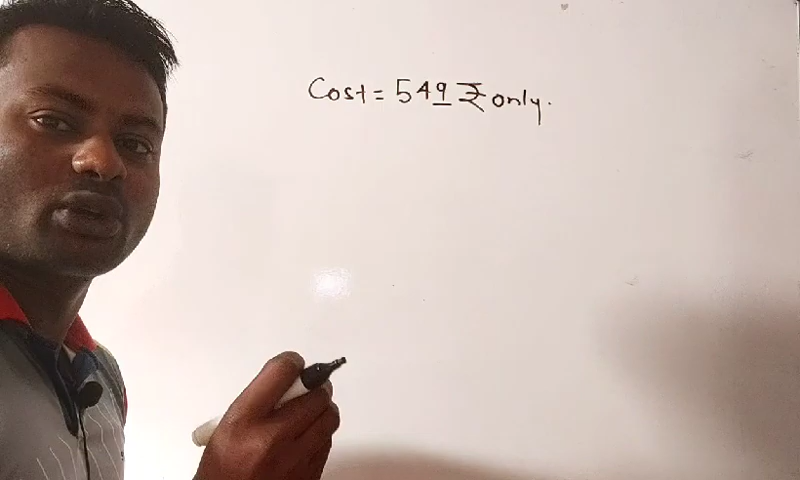 Cost = 549 ₹ only.